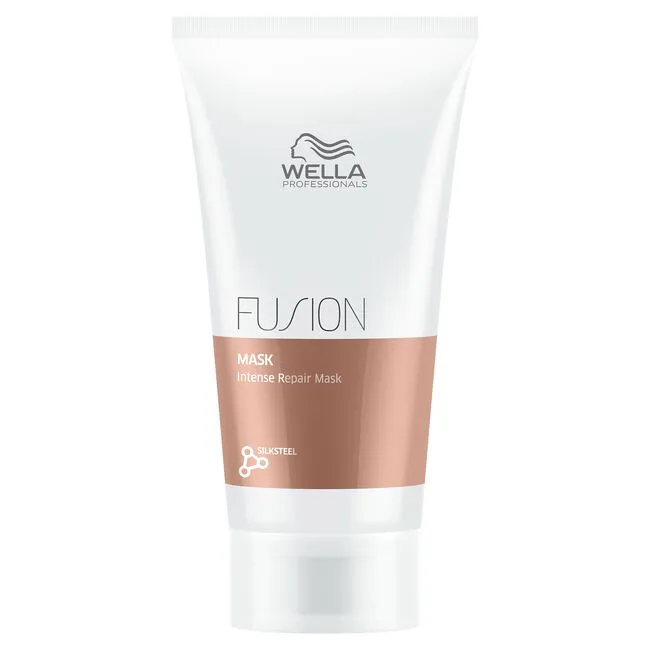 WELLA
PROFESSIONALS
FUSION
MASK
Intense Repair Mask
SILKSTEEL